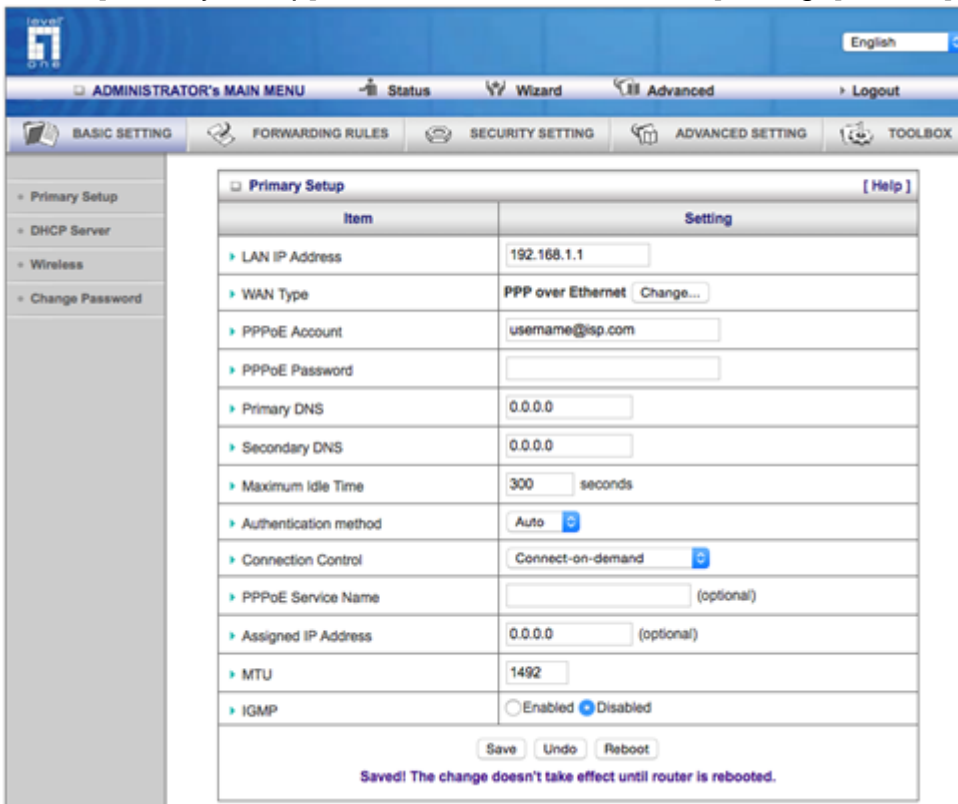 level
one
English
ADMINISTRATOR's MAIN MENU Status Wizard Advanced Logout
BASIC SETTING FORWARDING RULES SECURITY SETTING ADVANCED SETTING TOOLBOX
Primary Setup
DHCP Server
Wireless
Change Password
Primary Setup [ Help ]
Item Setting
LAN IP Address 192.168.1.1
WAN Type PPP over Ethernet Change...
PPPoE Account username@isp.com
PPPoE Password
Primary DNS 0.0.0.0
Secondary DNS 0.0.0.0
Maximum Idle Time 300 seconds
Authentication method Auto
Connection Control Connect-on-demand
PPPoE Service Name (optional)
Assigned IP Address 0.0.0.0 (optional)
MTU 1492
IGMP Enabled Disabled
Save Undo Reboot
Saved! The change doesn't take effect until router is rebooted.